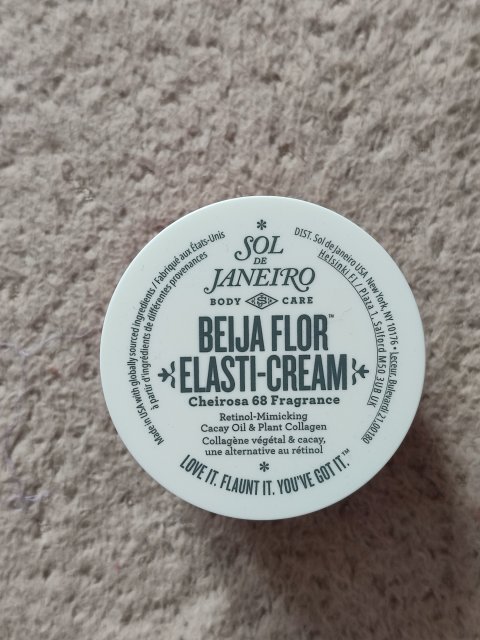 SOL
DE
JANEIRO
BODY CARE
BEIJA FLOR™
ELASTI-CREAM
Cheirosa 68 Fragrance
Retinol-Mimicking
Cacay Oil & Plant Collagen
Collagène végétal & cacay,
une alternative au rétinol
LOVE IT. FLAUNT IT. YOU'VE GOT IT.™
Made in USA with globally sourced ingredients / Fabriqué aux États-Unis
à partir d'ingrédients de différentes provenances
DIST. Sol de Janeiro USA, New York, NY 10176 • Lecteur, Bulevardi 21, 00180
Helsinki FI / Plaza 1, Salford M50 3UB UK